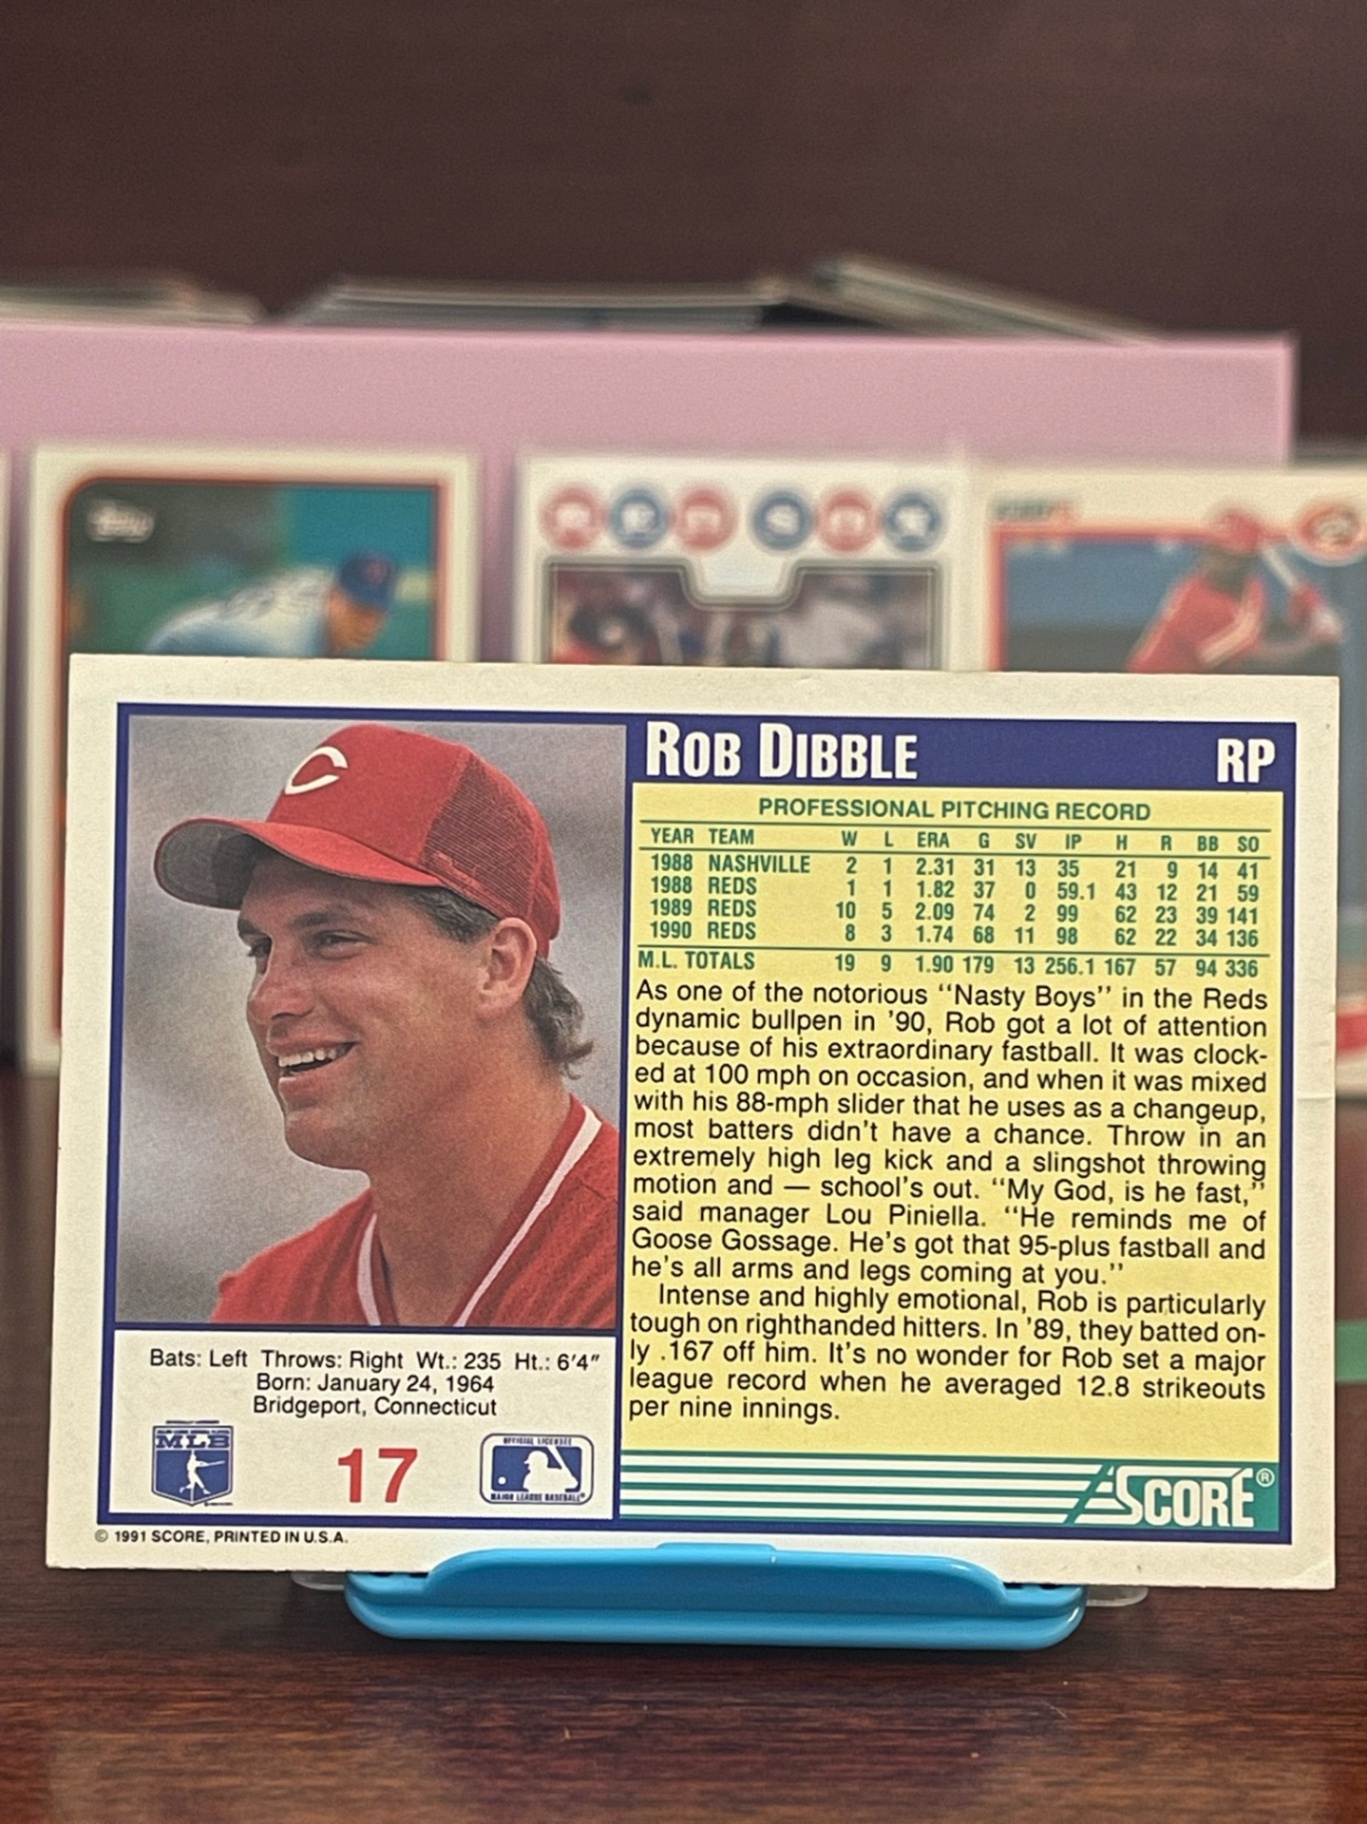 Topps
RED SOX
ROB DIBBLE RP
PROFESSIONAL PITCHING RECORD
YEAR TEAM W L ERA G SV IP H R BB SO
1988 NASHVILLE 2 1 2.31 31 13 35 21 9 14 41
1988 REDS 1 1 1.82 37 0 59.1 43 12 21 59
1989 REDS 10 5 2.09 74 2 99 62 23 39 141
1990 REDS 8 3 1.74 68 11 98 62 22 34 136
M.L. TOTALS 19 9 1.90 179 13 256.1 167 57 94 336
As one of the notorious ‘‘Nasty Boys’’ in the Reds
dynamic bullpen in ’90, Rob got a lot of attention
because of his extraordinary fastball. It was clock-
ed at 100 mph on occasion, and when it was mixed
with his 88-mph slider that he uses as a changeup,
most batters didn’t have a chance. Throw in an
extremely high leg kick and a slingshot throwing
motion and — school’s out. ‘‘My God, is he fast,’’
said manager Lou Piniella. ‘‘He reminds me of
Goose Gossage. He’s got that 95-plus fastball and
he’s all arms and legs coming at you.’’
Intense and highly emotional, Rob is particularly
tough on righthanded hitters. In ’89, they batted on-
ly .167 off him. It’s no wonder for Rob set a major
league record when he averaged 12.8 strikeouts
per nine innings.
Bats: Left Throws: Right Wt.: 235 Ht.: 6′4″
Born: January 24, 1964
Bridgeport, Connecticut
MLB
17
OFFICIAL LICENSEE
MAJOR LEAGUE BASEBALL®
SCORE®
© 1991 SCORE, PRINTED IN U.S.A.